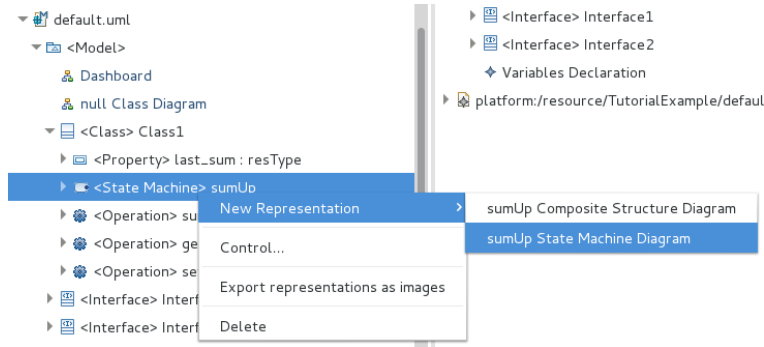 default.uml
<Model>
Dashboard
null Class Diagram
<Class> Class1
<Property> last_sum : resType
<State Machine> sumUp
<Operation> su
<Operation> ge
<Operation> se
<Interface> Interf
<Interface> Interf
New Representation
Control...
Export representations as images
Delete
sumUp Composite Structure Diagram
sumUp State Machine Diagram
<Interface> Interface1
<Interface> Interface2
Variables Declaration
platform:/resource/TutorialExample/defaul